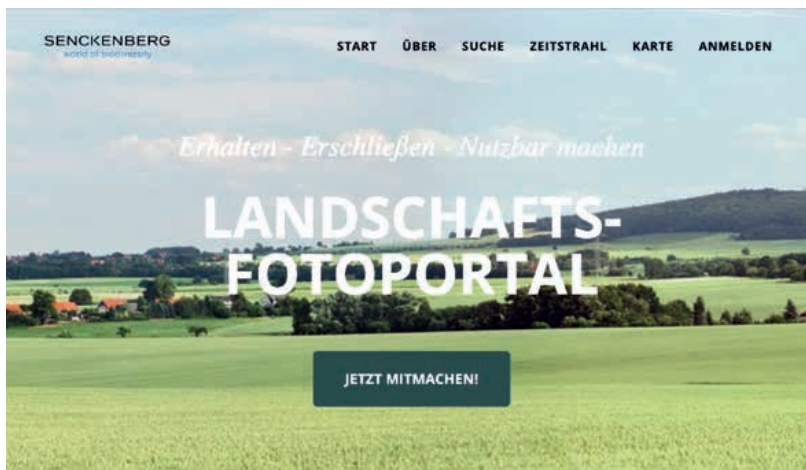 SENCKENBERG
world of biodiversity
START ÜBER SUCHE ZEITSTRAHL KARTE ANMELDEN
Erhalten - Erschließen - Nutzbar machen
LANDSCHAFTS-
FOTOPORTAL
JETZT MITMACHEN!